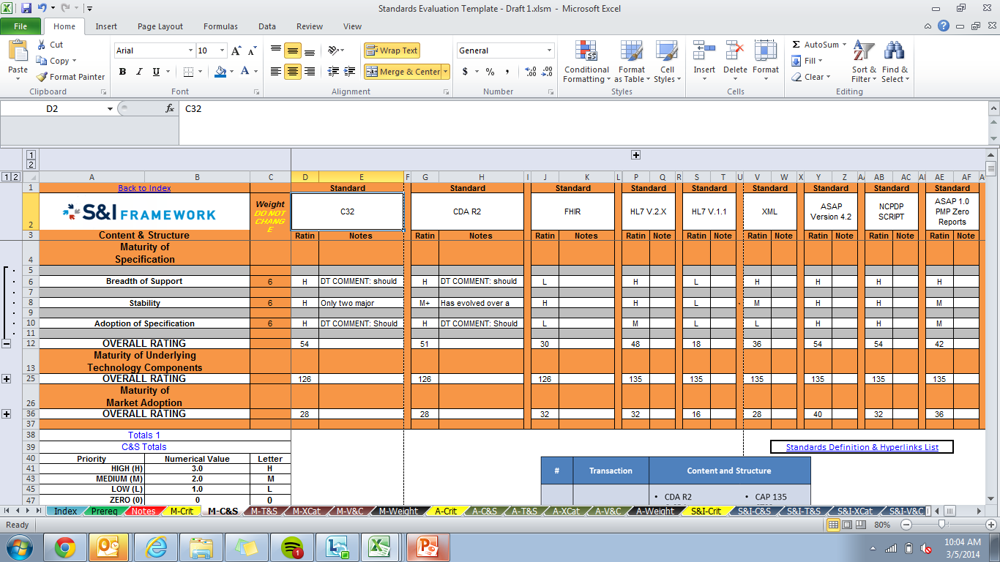 Standards Evaluation Template - Draft 1.xlsm - Microsoft Excel
File Home Insert Page Layout Formulas Data Review View
Paste Cut Copy Format Painter Clipboard
Arial 10 A A B I U A Font
Wrap Text Merge & Center Alignment
General $ % , .00 .0 Number
Conditional Formatting Format as Table Cell Styles Styles
Insert Delete Format Cells
Σ AutoSum Fill Clear Sort & Filter Find & Select Editing
D2 fx C32
1
2
1 2 A B C D E F G H I J K L P Q R S T U V W X Y Z AB AC AE AF
1 Back to Index Standard Standard Standard Standard Standard Standard Standard Standard Standard
2 S&I FRAMEWORK Weight DO NOT CHANGE C32 CDA R2 FHIR HL7 V.2.X HL7 V.1.1 XML ASAP Version 4.2 NCPDP SCRIPT ASAP 1.0 PMP Zero Reports
3 Content & Structure Ratin Notes Ratin Notes Ratin Notes Ratin Note Ratin Note Ratin Note Ratin Note Ratin Note Ratin Note
4 Maturity of Specification
5
6 Breadth of Support 6 H DT COMMENT: should H DT COMMENT: should L H L H H H H
7
8 Stability 6 H Only two major M+ Has evolved over a H H L M H H M
9
10 Adoption of Specification 6 H DT COMMENT: Should H DT COMMENT: Should L M L L H H M
11
12 OVERALL RATING 54 51 30 48 18 36 54 54 42
13 Maturity of Underlying Technology Components
25 OVERALL RATING 126 126 126 135 135 135 135 135 135
26 Maturity of Market Adoption
36 OVERALL RATING 28 28 32 32 16 28 40 32 36
37
38 Totals 1
39 C&S Totals Standards Definition & Hyperlinks List
40 Priority Numerical Value Letter
41 HIGH (H) 3.0 H
43 MEDIUM (M) 2.0 M
45 LOW (L) 1.0 L
47 ZERO (0) 0 0
# Transaction Content and Structure
• CDA R2 • CAP 135
Index Prereq Notes M-Crit M-C&S M-T&S M-XCat M-V&C M-Weight A-Crit A-C&S A-T&S A-XCat A-V&C A-Weight S&I-Crit S&I-C&S S&I-T&S S&I-XCat S&I-V&C
Ready 80%
1
10:04 AM
3/5/2014